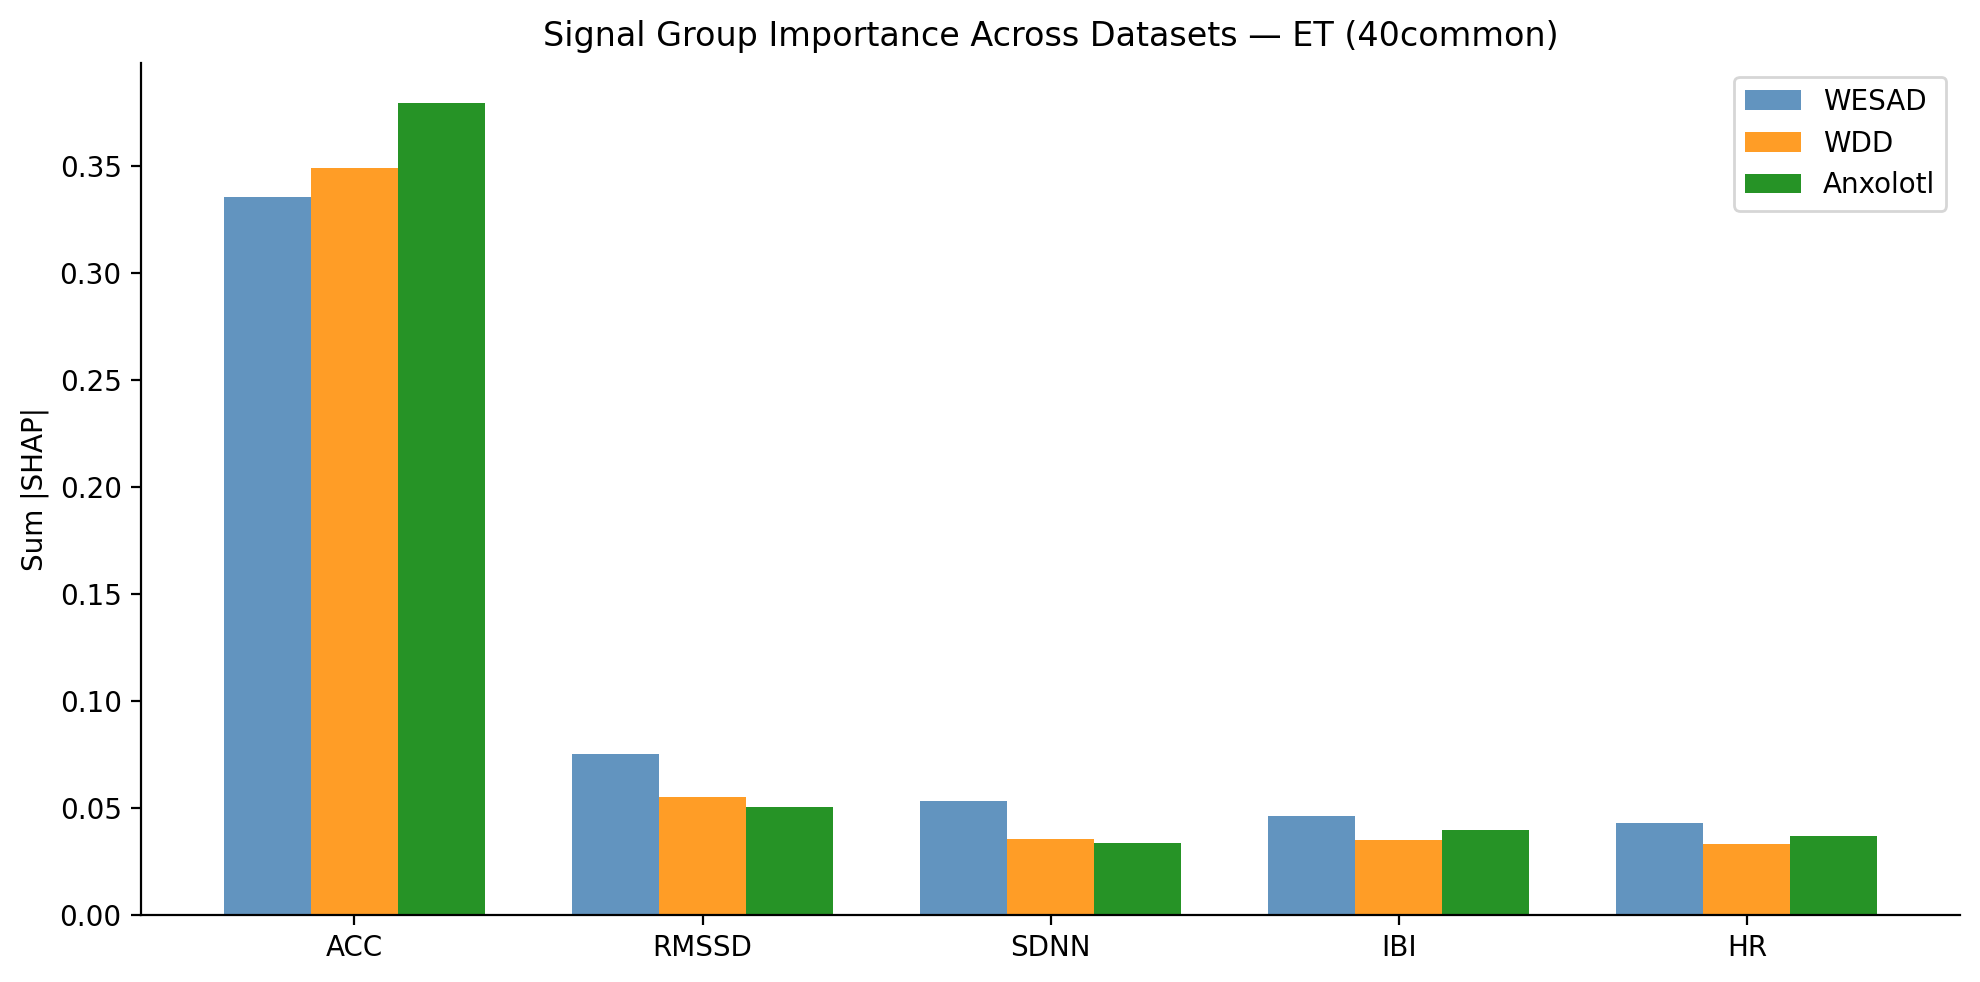 Signal Group Importance Across Datasets — ET (40common)
WESAD
WDD
Anxolotl
Sum |SHAP|
0.35
0.30
0.25
0.20
0.15
0.10
0.05
0.00
ACC RMSSD SDNN IBI HR